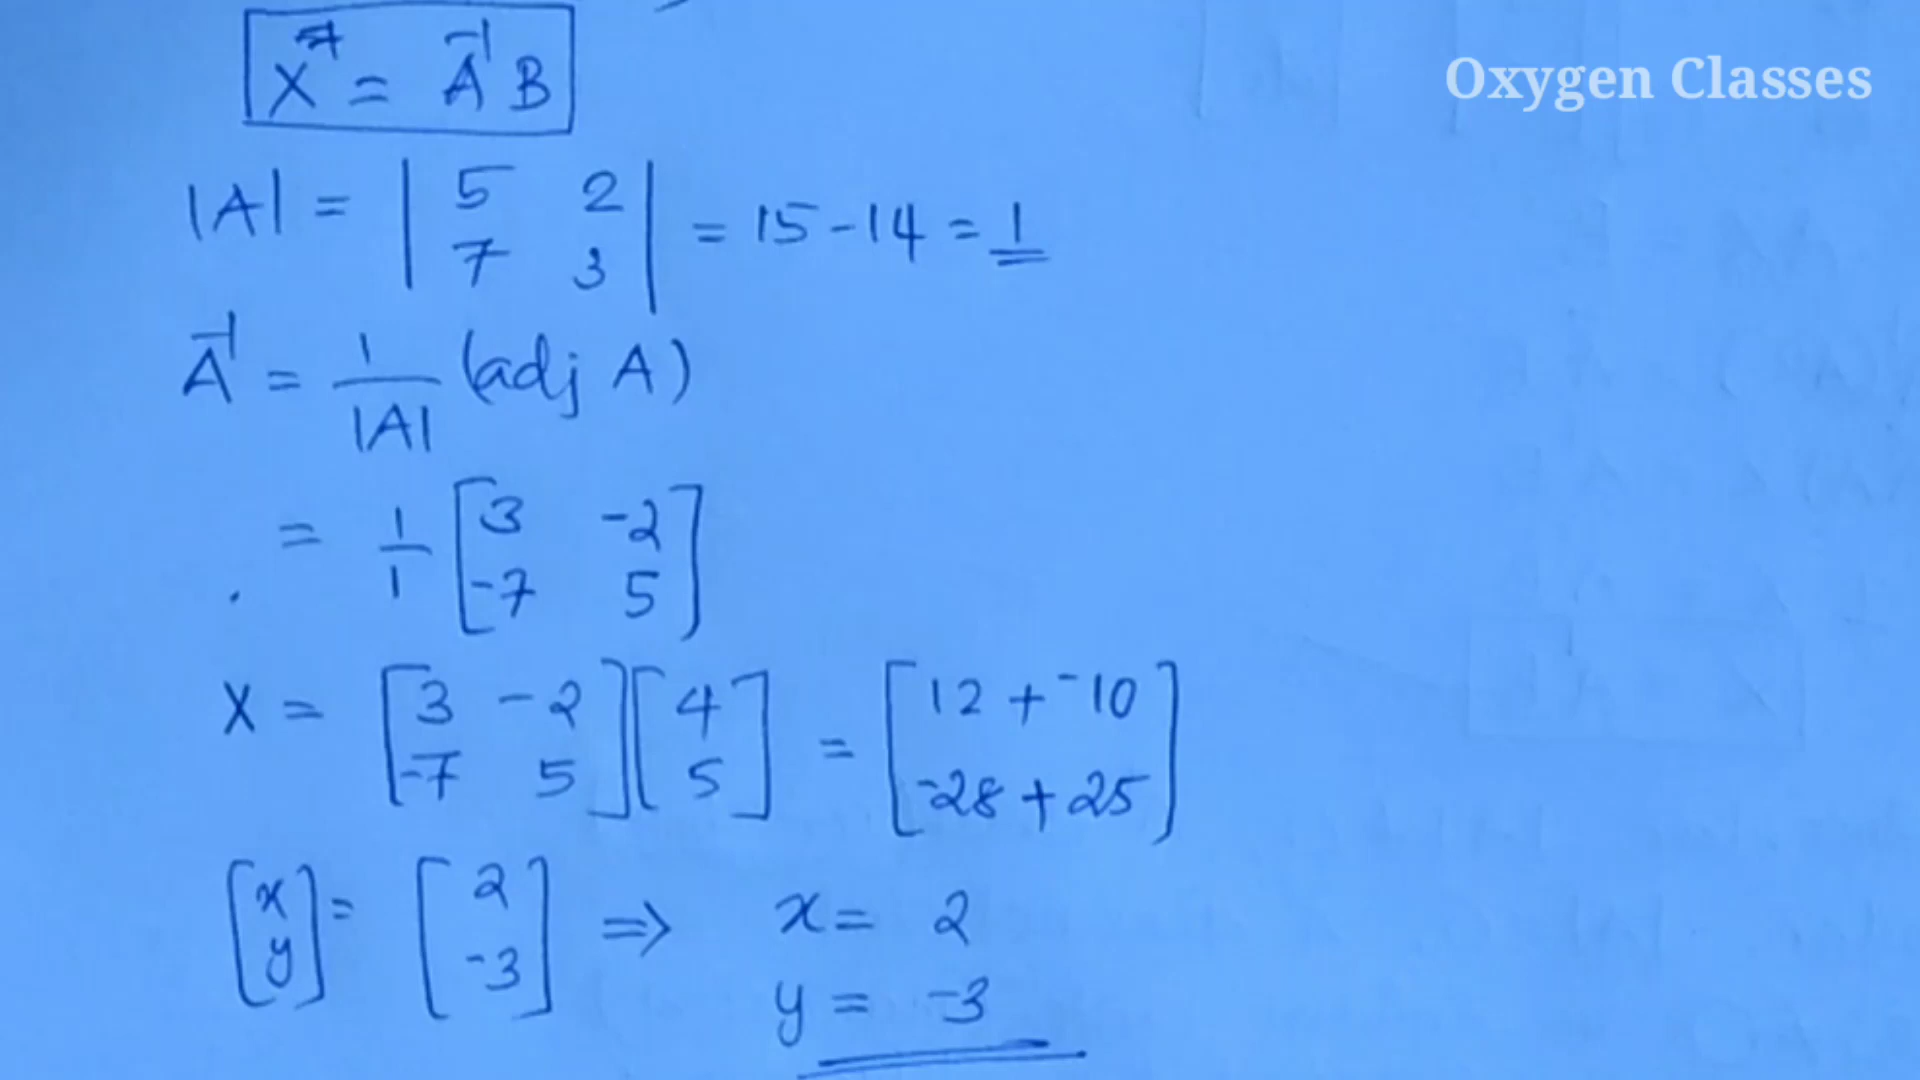 Oxygen Classes
X = A⁻¹ B
|A| = | 5 2 | = 15 - 14 = 1
| 7 3 |
A⁻¹ = 1/|A| (adj A)
= 1/1 [ 3 -2
-7 5 ]
X = [ 3 -2 ] [ 4 ] = [ 12 + -10 ]
[ -7 5 ] [ 5 ] [ -28 + 25 ]
[ x ] = [ 2 ] ⇒ x = 2
[ y ] [ -3 ] y = -3